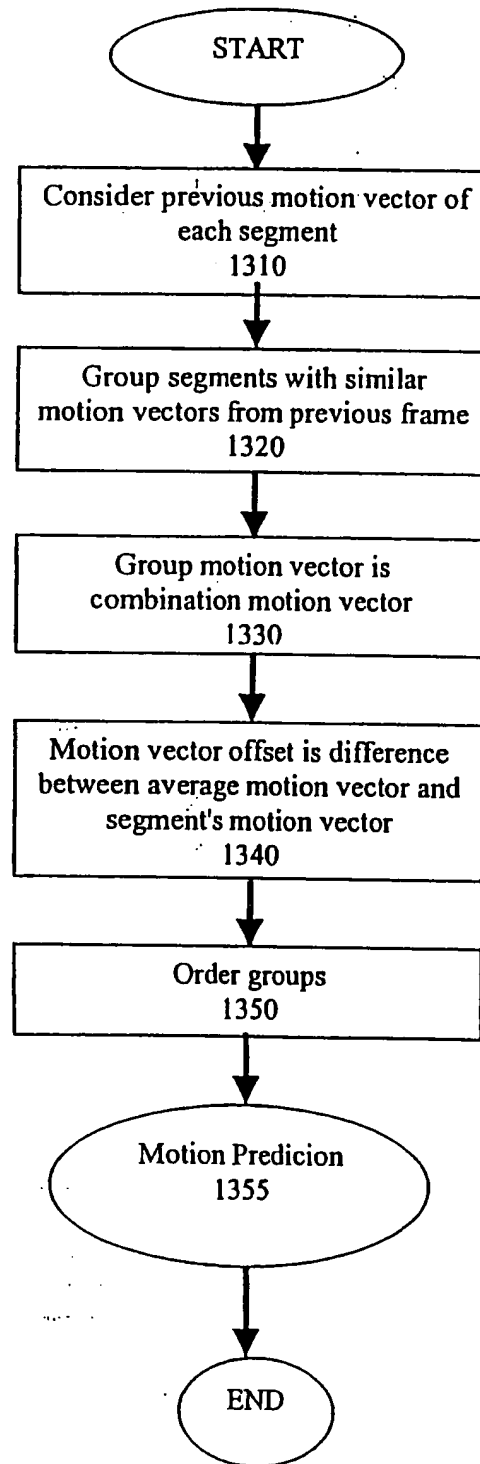 START
Consider previous motion vector of
each segment
1310
Group segments with similar
motion vectors from previous frame
1320
Group motion vector is
combination motion vector
1330
Motion vector offset is difference
between average motion vector and
segment's motion vector
1340
Order groups
1350
Motion Predicion
1355
END